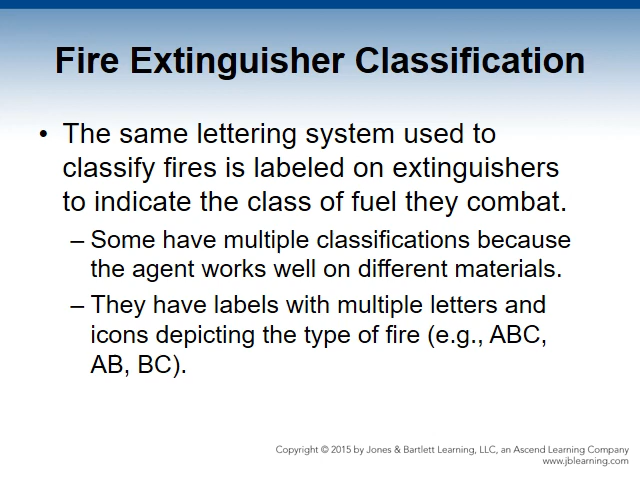 Fire Extinguisher Classification
• The same lettering system used to
classify fires is labeled on extinguishers
to indicate the class of fuel they combat.
– Some have multiple classifications because
the agent works well on different materials.
– They have labels with multiple letters and
icons depicting the type of fire (e.g., ABC,
AB, BC).
Copyright © 2015 by Jones & Bartlett Learning, LLC, an Ascend Learning Company
www.jblearning.com